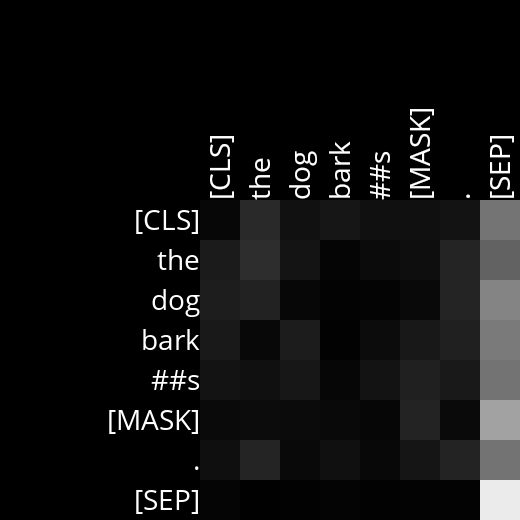 [CLS] the dog bark ##s [MASK] . [SEP]
[CLS]
the
dog
bark
##s
[MASK]
.
[SEP]